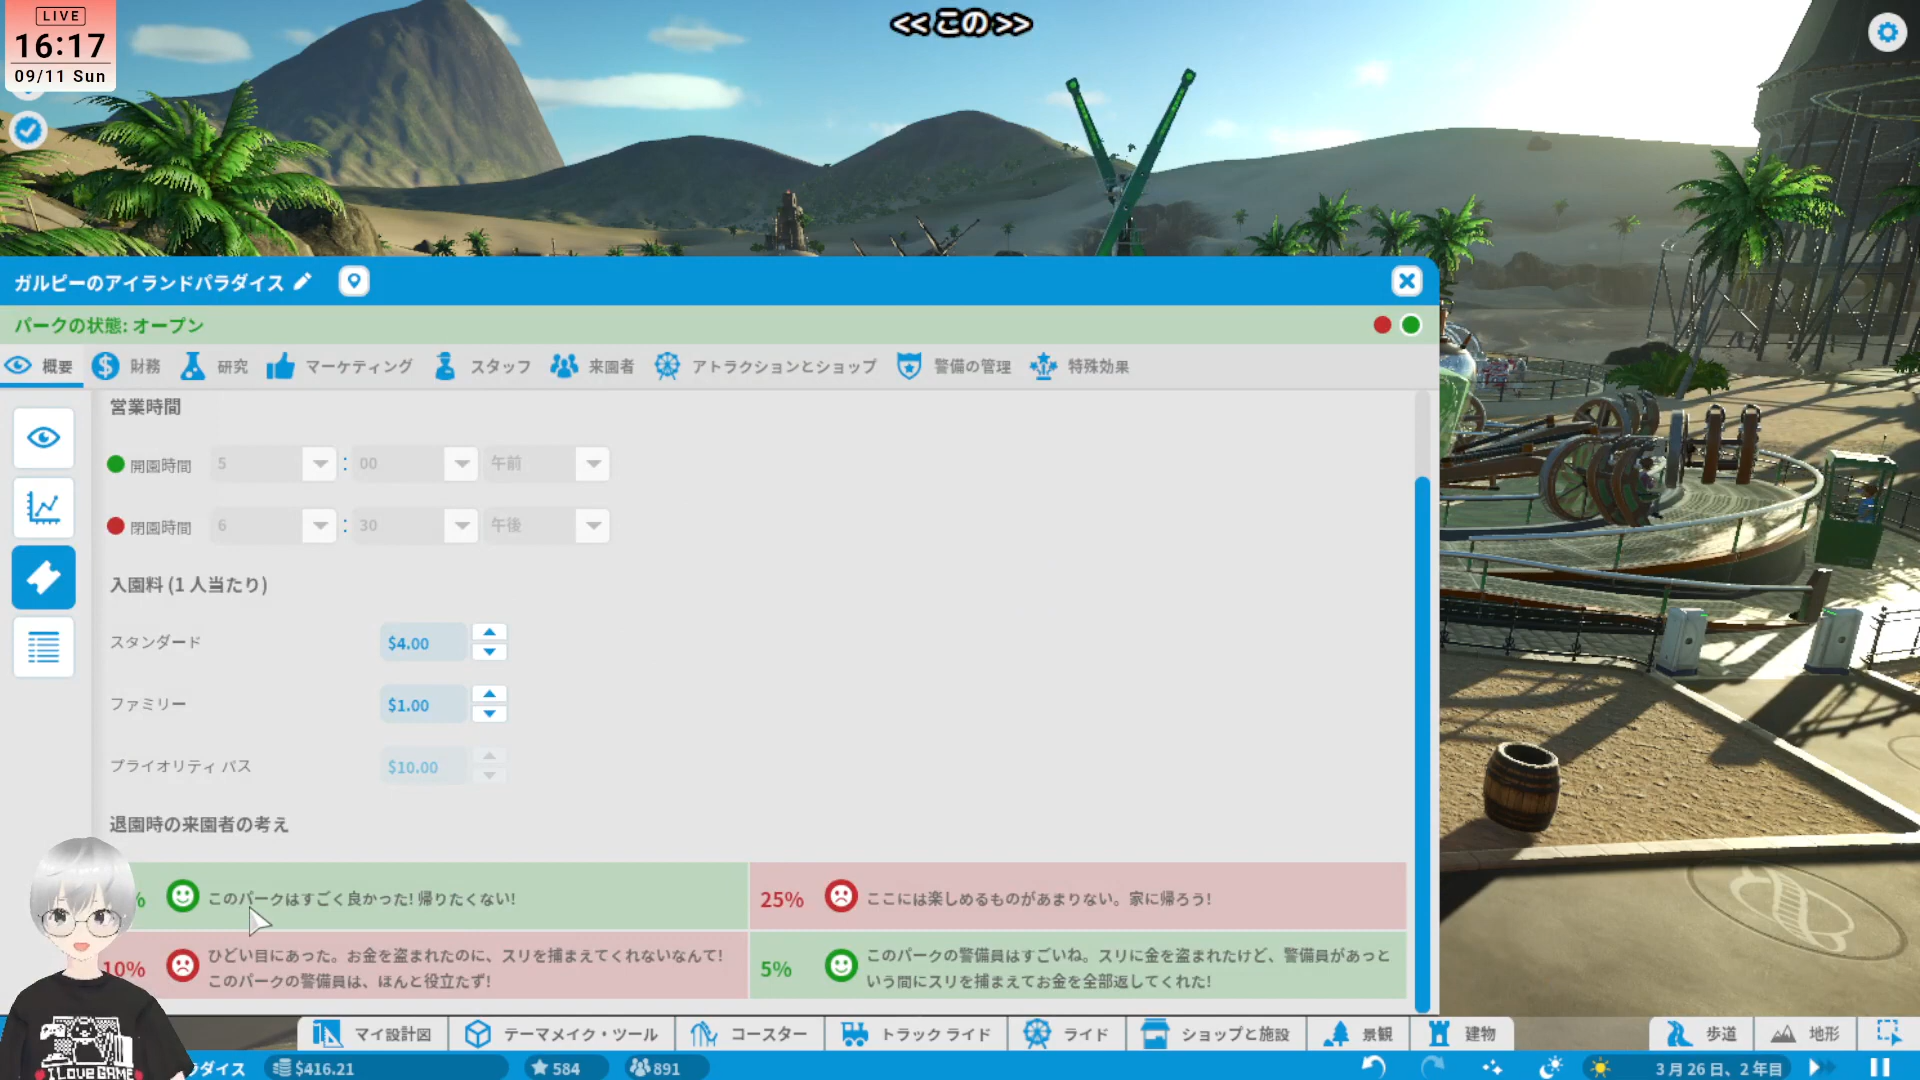 LIVE
16:17
09/11 Sun
<<この>>
ガルピーのアイランドパラダイス
パークの状態: オープン
概要 財務 研究 マーケティング スタッフ 来園者 アトラクションとショップ 警備の管理 特殊効果
営業時間
開園時間 5 : 00 午前
閉園時間 6 : 30 午後
入園料 (1 人当たり)
スタンダード $4.00
ファミリー $1.00
プライオリティ パス $10.00
退園時の来園者の考え
% このパークはすごく良かった! 帰りたくない!
25% ここには楽しめるものがあまりない。家に帰ろう!
10% ひどい目にあった。お金を盗まれたのに、スリを捕まえてくれないなんて!
このパークの警備員は、ほんと役立たず!
5% このパークの警備員はすごいね。スリに金を盗まれたけど、警備員があっと
いう間にスリを捕まえてお金を全部返してくれた!
I LOVE GAME
マイ設計図 テーマメイク・ツール コースター トラック ライド ライド ショップと施設 景観 建物 歩道 地形
ラダイス $416.21 584 891 3 月 26 日、2 年目